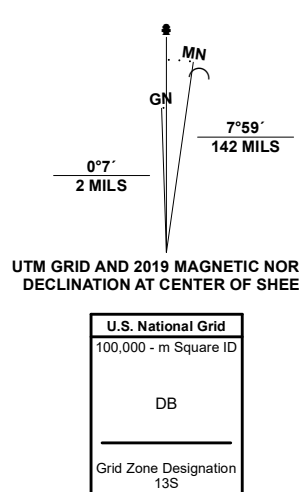 MN
GN
7°59´
142 MILS
0°7´
2 MILS
UTM GRID AND 2019 MAGNETIC NOR
DECLINATION AT CENTER OF SHEE
U.S. National Grid
100,000 - m Square ID
DB
Grid Zone Designation
13S